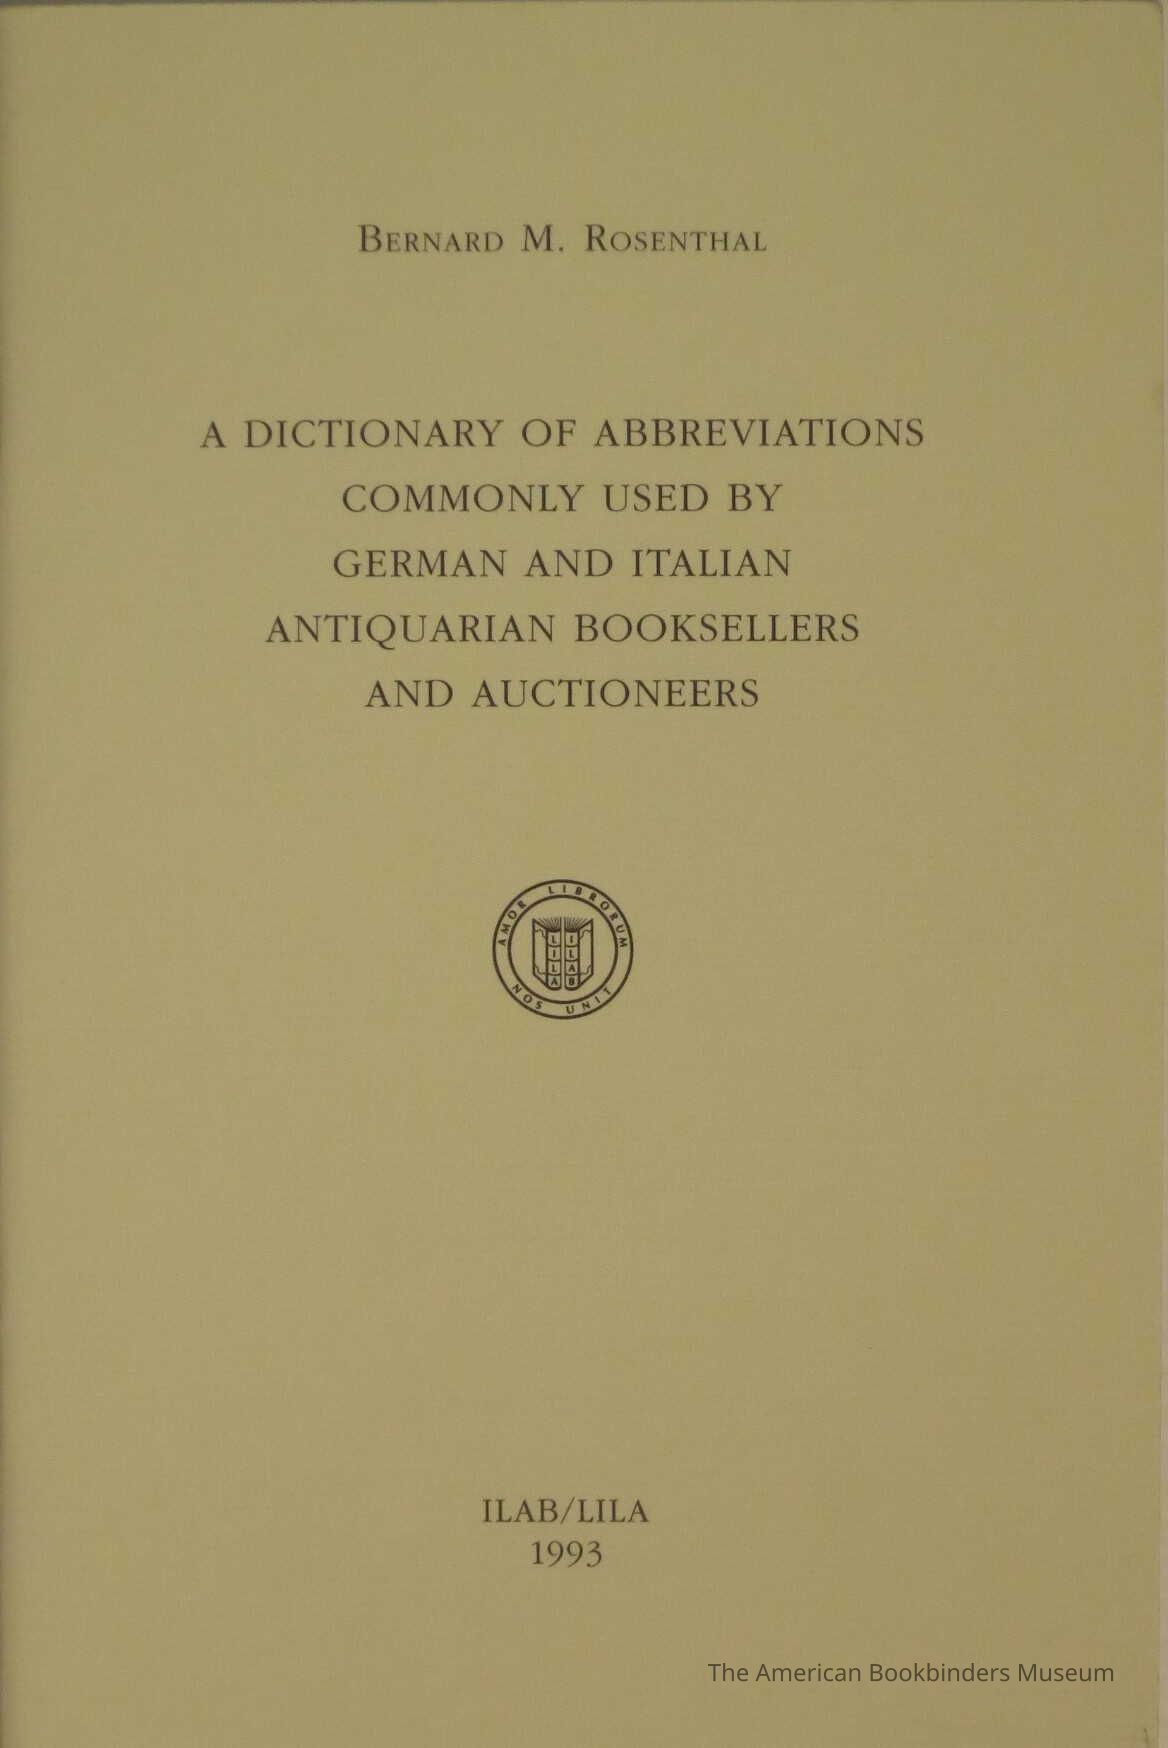 BERNARD M. ROSENTHAL
A DICTIONARY OF ABBREVIATIONS
COMMONLY USED BY
GERMAN AND ITALIAN
ANTIQUARIAN BOOKSELLERS
AND AUCTIONEERS
AMOR LIBRORUM
LILA ILAB
NOS UNIT
ILAB/LILA
1993
The American Bookbinders Museum